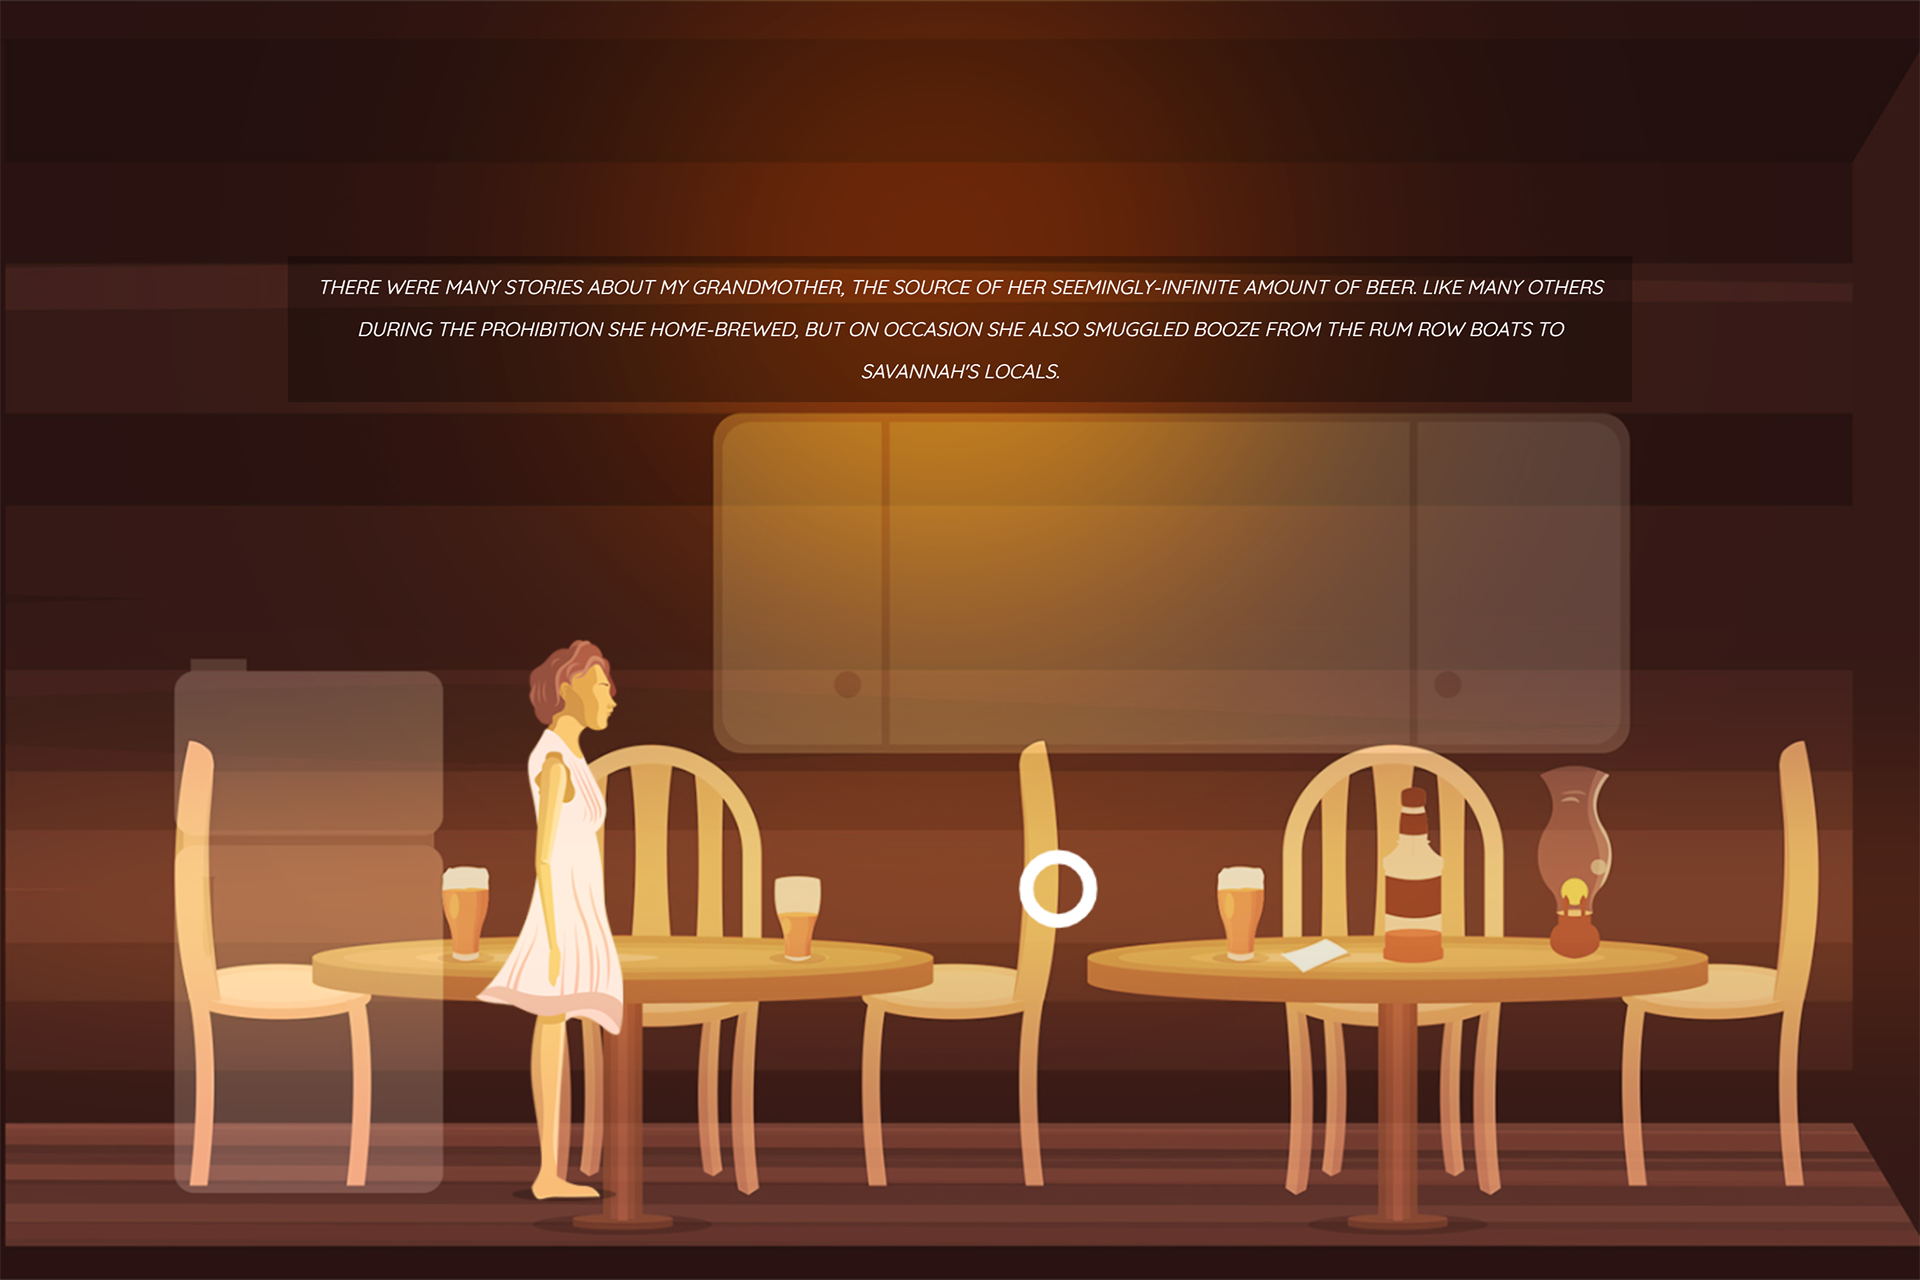 THERE WERE MANY STORIES ABOUT MY GRANDMOTHER, THE SOURCE OF HER SEEMINGLY-INFINITE AMOUNT OF BEER. LIKE MANY OTHERS
DURING THE PROHIBITION SHE HOME-BREWED, BUT ON OCCASION SHE ALSO SMUGGLED BOOZE FROM THE RUM ROW BOATS TO
SAVANNAH'S LOCALS.